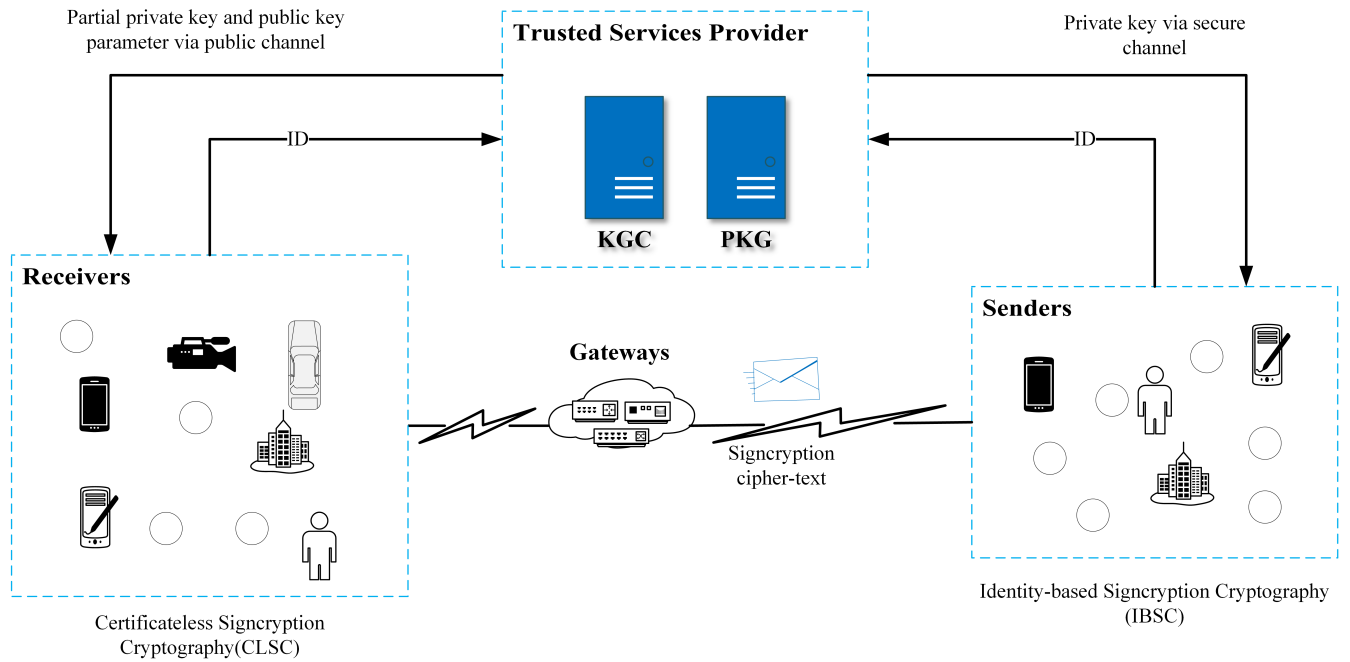 Partial private key and public key
parameter via public channel
Trusted Services Provider
Private key via secure
channel
ID
ID
KGC
PKG
Receivers
Senders
Gateways
Signcryption
cipher-text
Certificateless Signcryption
Cryptography(CLSC)
Identity-based Signcryption Cryptography
(IBSC)